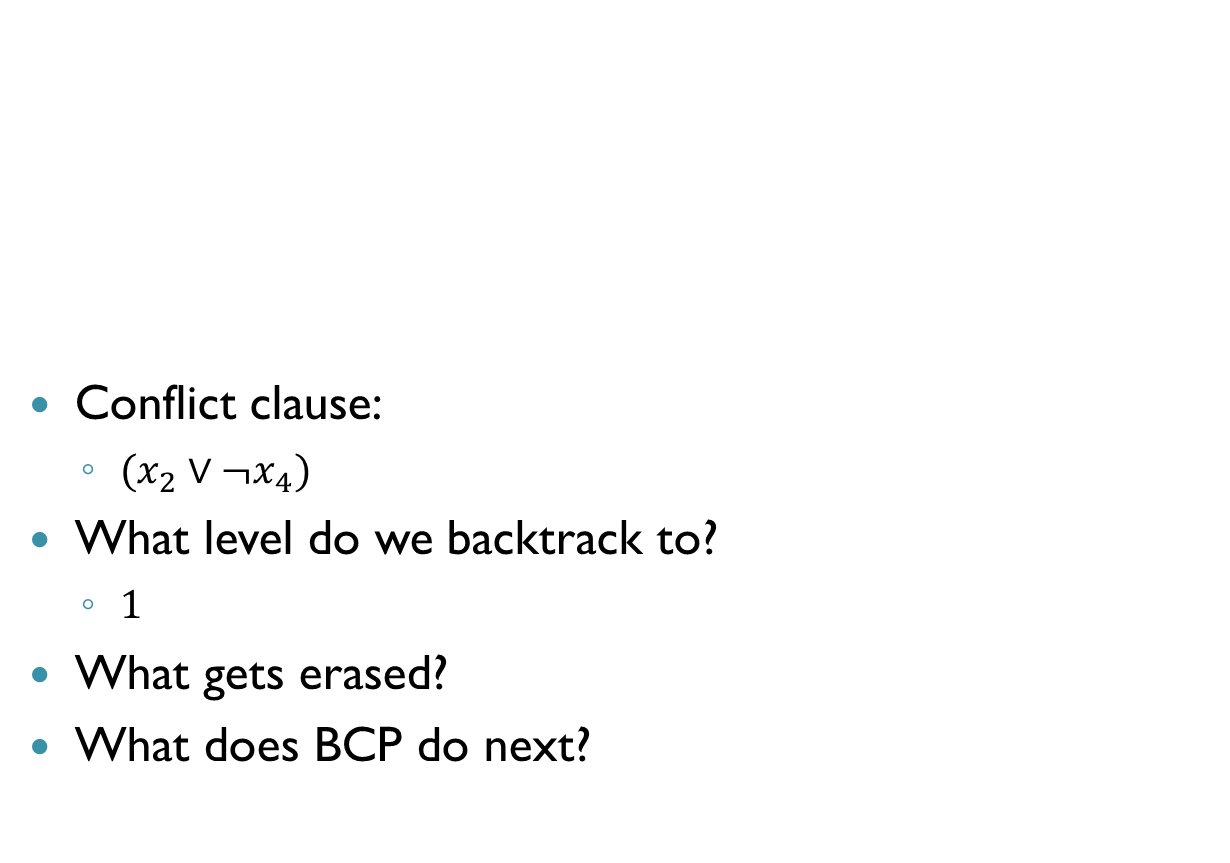 • Conflict clause:
◦ (x₂ ∨ ¬x₄)
• What level do we backtrack to?
◦ 1
• What gets erased?
• What does BCP do next?